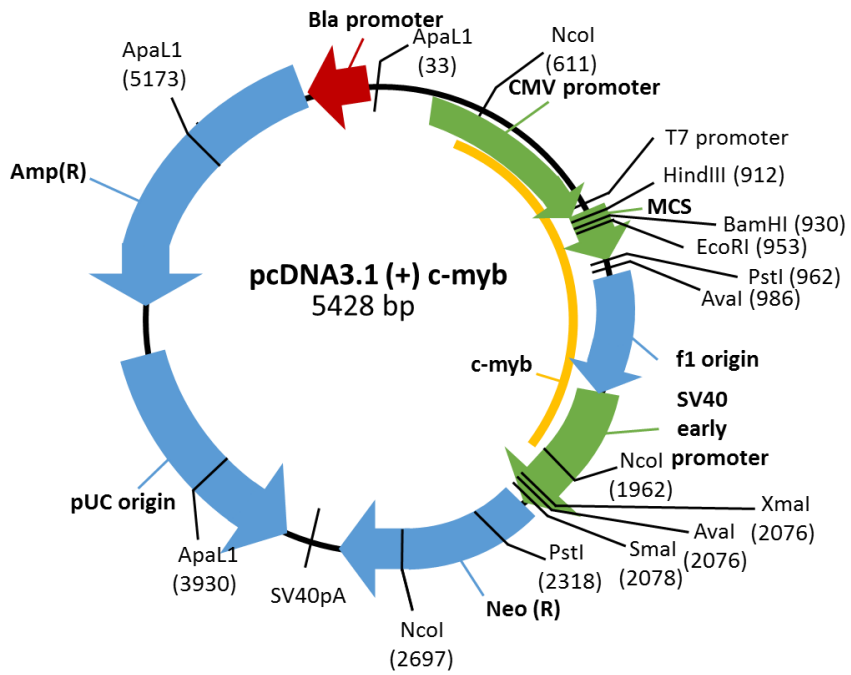 Bla promoter
ApaL1
(33)
NcoI
(611)
CMV promoter
T7 promoter
HindIII (912)
MCS
BamHI (930)
EcoRI (953)
PstI (962)
AvaI (986)
f1 origin
SV40
early
promoter
NcoI
(1962)
XmaI
(2076)
AvaI
(2076)
SmaI
(2078)
PstI
(2318)
Neo (R)
NcoI
(2697)
SV40pA
ApaL1
(3930)
pUC origin
Amp(R)
ApaL1
(5173)
pcDNA3.1 (+) c-myb
5428 bp
c-myb